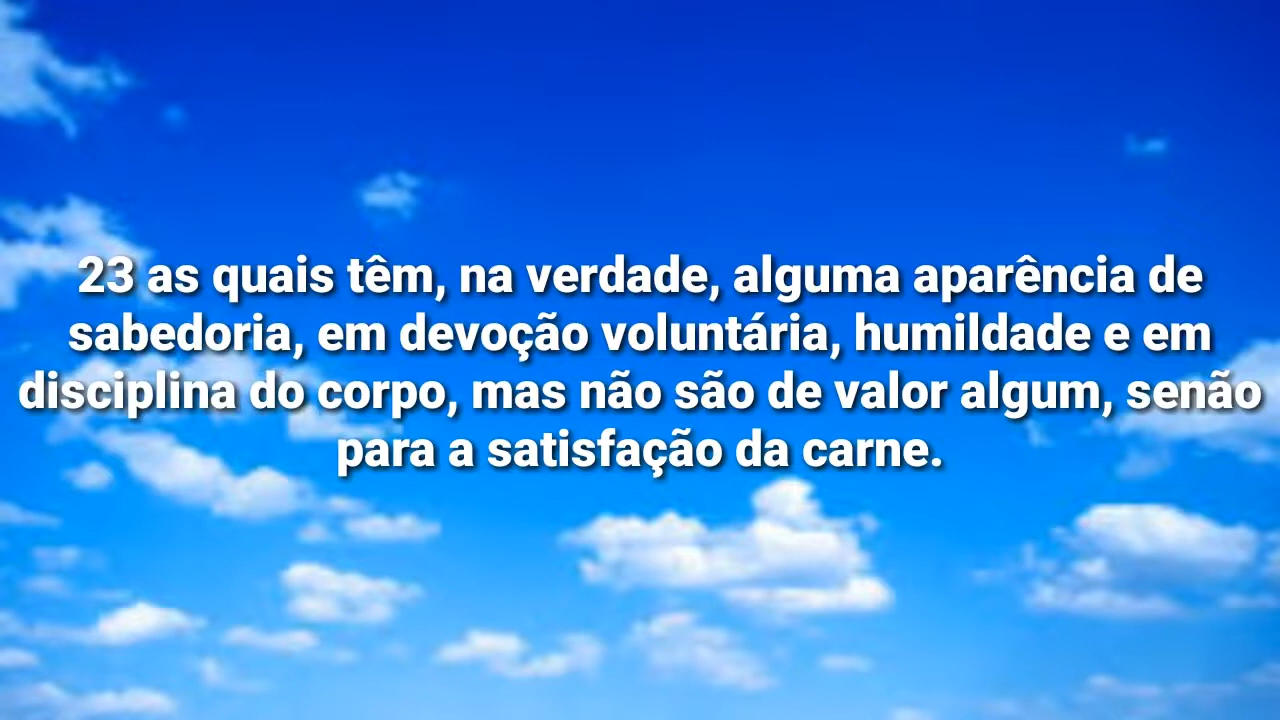 23 as quais têm, na verdade, alguma aparência de
sabedoria, em devoção voluntária, humildade e em
disciplina do corpo, mas não são de valor algum, senão
para a satisfação da carne.